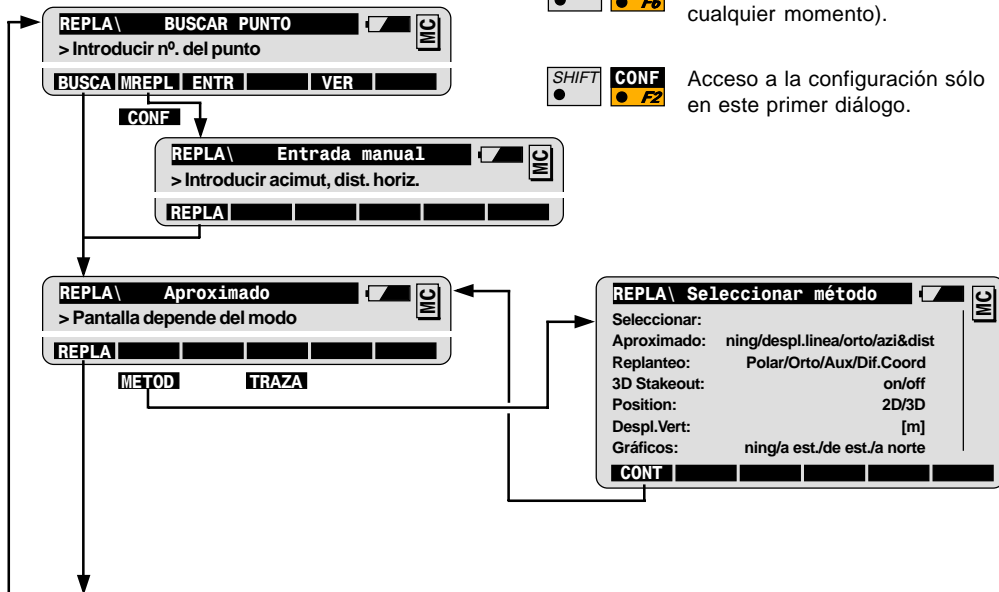 F6
cualquier momento).
REPLA\ BUSCAR PUNTO MC
> Introducir nº. del punto
BUSCA MREPL ENTR VER
CONF
SHIFT CONF F2
Acceso a la configuración sólo
en este primer diálogo.
REPLA\ Entrada manual MC
> Introducir acimut, dist. horiz.
REPLA
REPLA\ Aproximado MC
> Pantalla depende del modo
REPLA
METOD TRAZA
REPLA\ Seleccionar método MC
Seleccionar:
Aproximado: ning/despl.linea/orto/azi&dist
Replanteo: Polar/Orto/Aux/Dif.Coord
3D Stakeout: on/off
Position: 2D/3D
Despl.Vert: [m]
Gráficos: ning/a est./de est./a norte
CONT